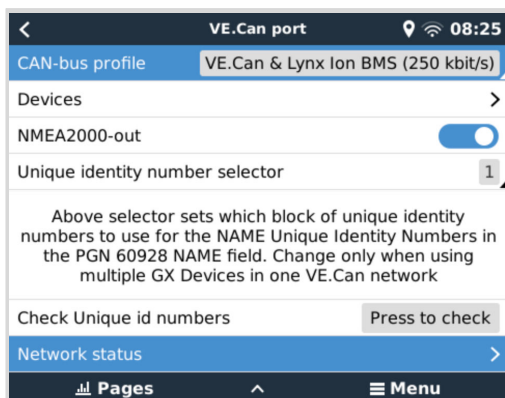 VE.Can port 08:25
CAN-bus profile VE.Can & Lynx Ion BMS (250 kbit/s)
Devices
NMEA2000-out
Unique identity number selector 1
Above selector sets which block of unique identity
numbers to use for the NAME Unique Identity Numbers in
the PGN 60928 NAME field. Change only when using
multiple GX Devices in one VE.Can network
Check Unique id numbers Press to check
Network status
Pages Menu